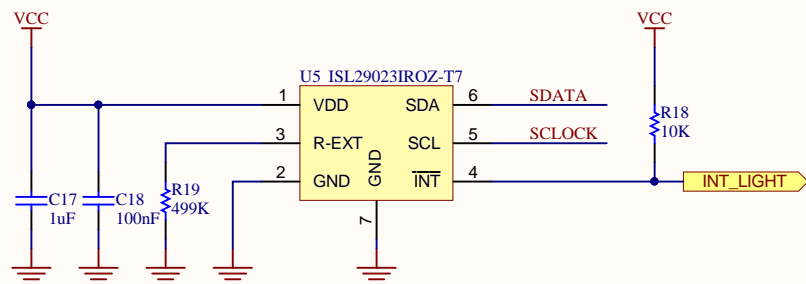 VCC
VCC
U5 ISL29023IROZ-T7
1 VDD SDA 6 SDATA
R18
10K
3 R-EXT SCL 5 SCLOCK
2 GND GND INT 4 INT_LIGHT
C17
1uF
C18
100nF
R19
499K
7